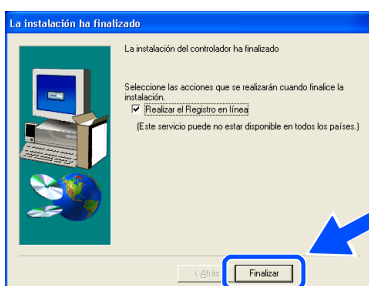 La instalación ha finalizado
La instalación del controlador ha finalizado
Seleccione las acciones que se realizarán cuando finalice la
instalación.
Realizar el Registro en línea
(Este servicio puede no estar disponible en todos los países.)
< Atrás
Finalizar